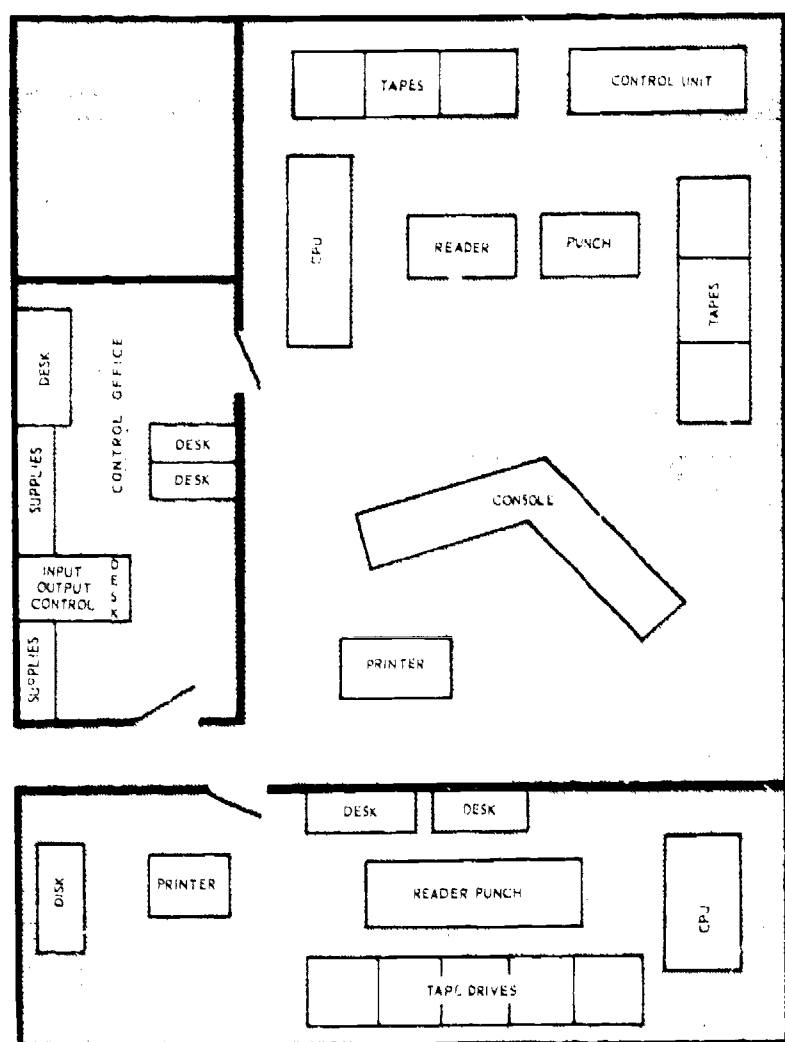 TAPES
CONTROL UNIT
CPU
READER
PUNCH
TAPES
DESK
CONTROL OFFICE
DESK
DESK
SUPPLIES
CONSOLE
INPUT
OUTPUT
CONTROL
DESK
SUPPLIES
PRINTER
DESK
DESK
DISK
PRINTER
READER PUNCH
CPU
TAPE DRIVES